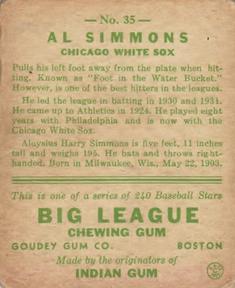 — No. 35 —
AL SIMMONS
CHICAGO WHITE SOX
Pulls his left foot away from the plate when hit-
ting. Known as "Foot in the Water Bucket."
However, is one of the best hitters in the leagues.
He led the league in batting in 1930 and 1931.
He came up to Athletics in 1924. He played eight
years with Philadelphia and is now with the
Chicago White Sox.
Aloysius Harry Simmons is five feet, 11 inches
tall and weighs 195. He bats and throws right-
handed. Born in Milwaukee, Wis., May 22, 1903.
This is one of a series of 240 Baseball Stars
BIG LEAGUE
CHEWING GUM
GOUDEY GUM CO. BOSTON
Made by the originators of
INDIAN GUM